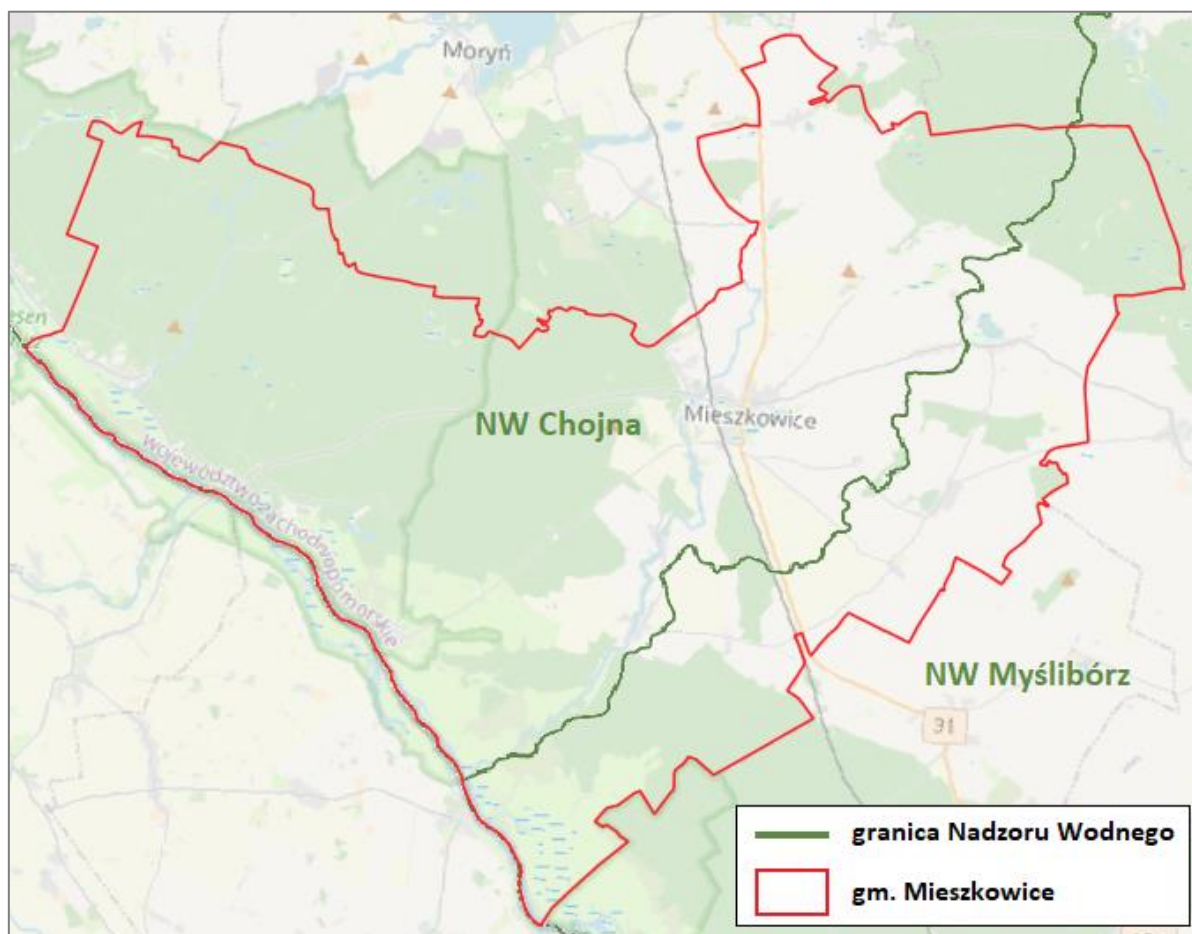 Moryń
NW Chojna
Mieszkowice
województwo zachodniopomorskie
NW Myślibórz
31
granica Nadzoru Wodnego
gm. Mieszkowice